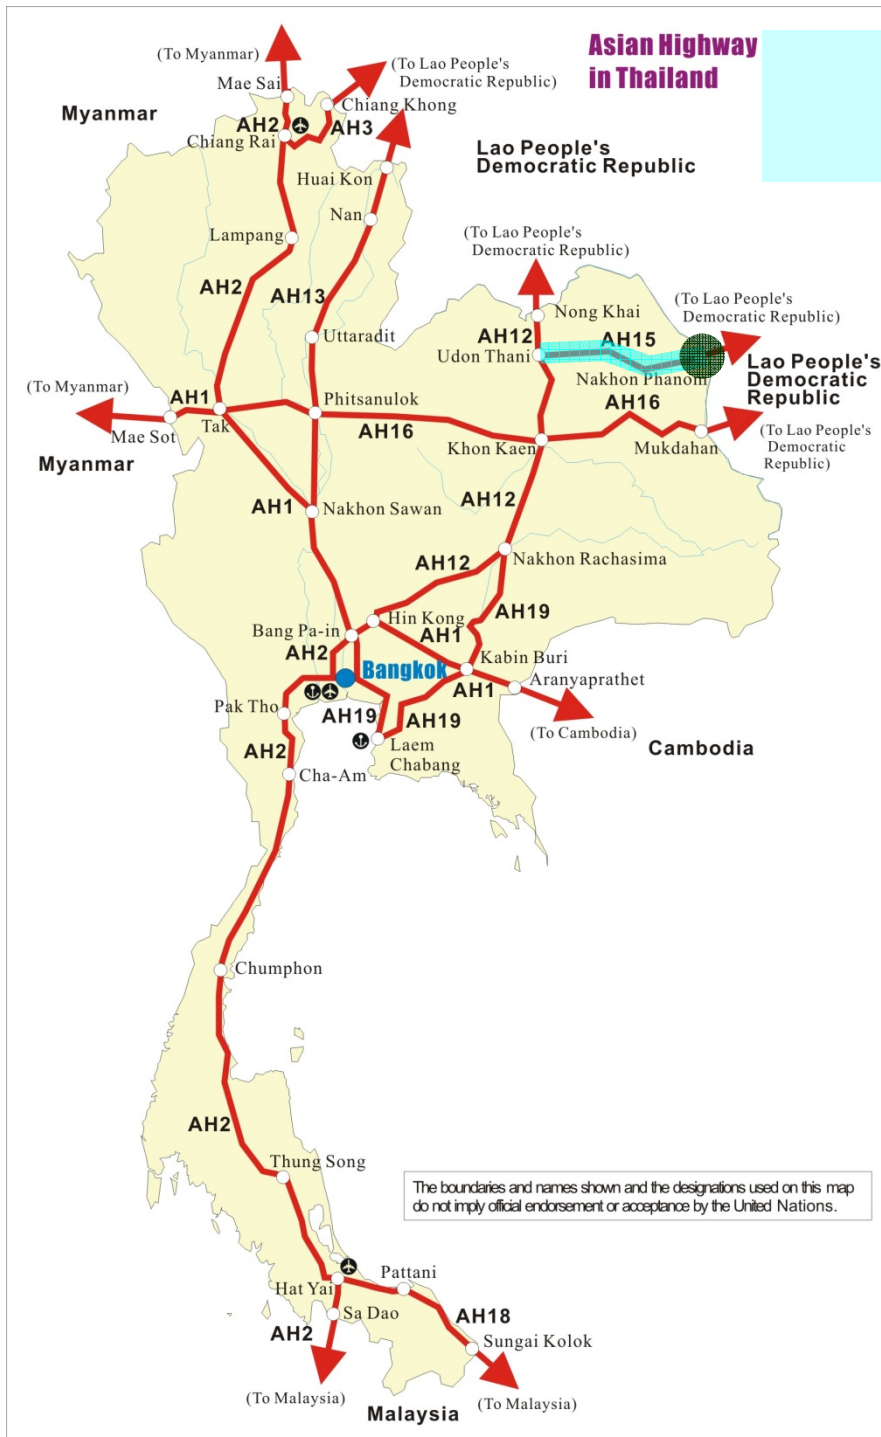 Asian Highway
in Thailand
(To Myanmar)
(To Lao People's
Democratic Republic)
Mae Sai
Chiang Khong
Myanmar
AH2
AH3
Chiang Rai
Lao People's
Democratic Republic
Huai Kon
Nan
Lampang
(To Lao People's
Democratic Republic)
AH2
AH13
(To Lao People's
Democratic Republic)
Nong Khai
Uttaradit
AH12
AH15
Udon Thani
Lao People's
Democratic
Republic
Nakhon Phanom
(To Myanmar)
AH1
Tak
Phitsanulok
AH16
AH16
Mae Sot
Khon Kaen
Mukdahan
(To Lao People's
Democratic
Republic)
Myanmar
AH1
Nakhon Sawan
AH12
AH12
Nakhon Rachasima
AH19
Hin Kong
Bang Pa-in
AH1
AH2
Bangkok
Kabin Buri
AH1
Aranyaprathet
Pak Tho
AH19
AH19
(To Cambodia)
Cambodia
AH2
Laem
Chabang
Cha-Am
Chumphon
AH2
Thung Song
The boundaries and names shown and the designations used on this map
do not imply official endorsement or acceptance by the United Nations.
Pattani
Hat Yai
Sa Dao
AH18
AH2
Sungai Kolok
(To Malaysia)
(To Malaysia)
Malaysia